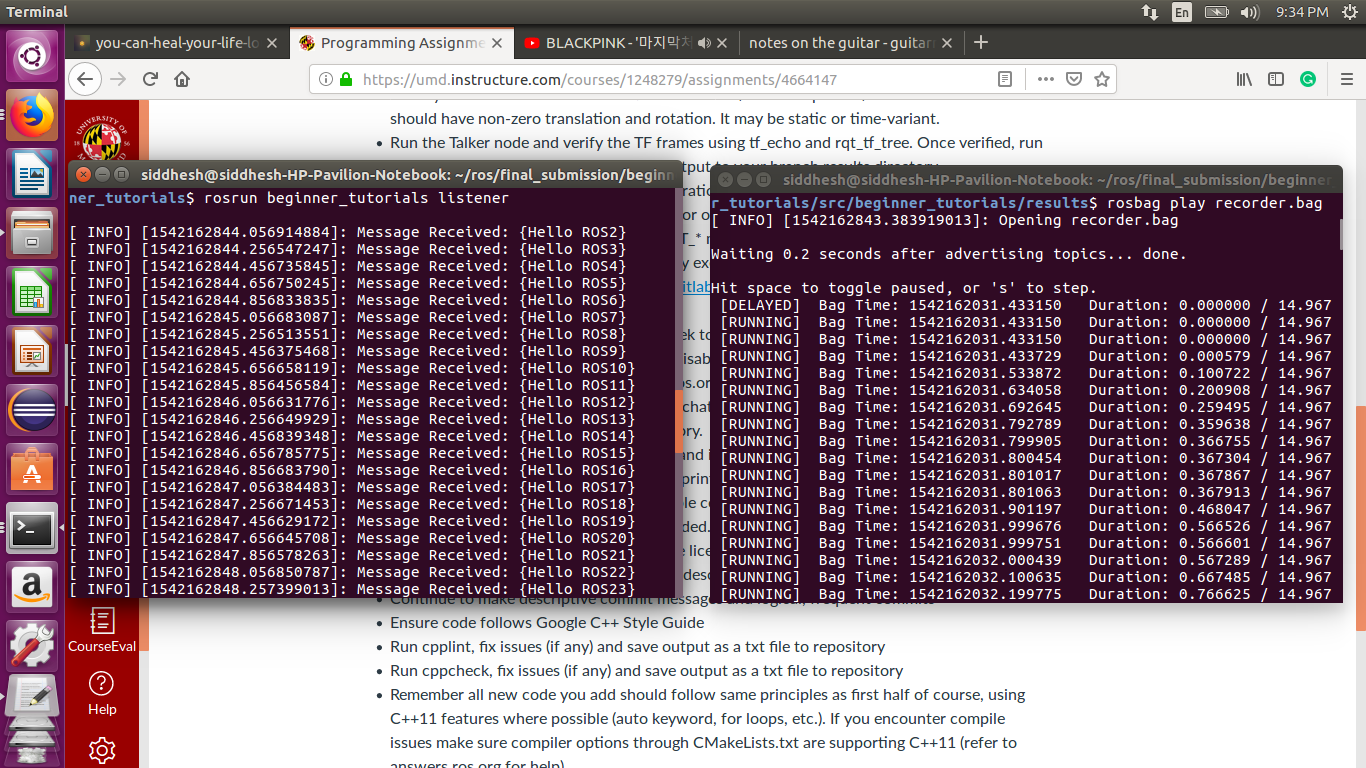 Terminal
En
9:34 PM
you-can-heal-your-life-lo
Programming Assignme
BLACKPINK - '마지막처
notes on the guitar - guitar
https://umd.instructure.com/courses/1248279/assignments/4664147
should have non-zero translation and rotation. It may be static or time-variant.
Run the Talker node and verify the TF frames using tf_echo and rqt_tf_tree. Once verified, run
siddhesh@siddhesh-HP-Pavilion-Notebook: ~/ros/final_submission/beginn
ner_tutorials$ rosrun beginner_tutorials listener
[ INFO] [1542162844.056914884]: Message Received: {Hello ROS2}
[ INFO] [1542162844.256547247]: Message Received: {Hello ROS3}
[ INFO] [1542162844.456735845]: Message Received: {Hello ROS4}
[ INFO] [1542162844.656750245]: Message Received: {Hello ROS5}
[ INFO] [1542162844.856833835]: Message Received: {Hello ROS6}
[ INFO] [1542162845.056683087]: Message Received: {Hello ROS7}
[ INFO] [1542162845.256513551]: Message Received: {Hello ROS8}
[ INFO] [1542162845.456375468]: Message Received: {Hello ROS9}
[ INFO] [1542162845.656658119]: Message Received: {Hello ROS10}
[ INFO] [1542162845.856456584]: Message Received: {Hello ROS11}
[ INFO] [1542162846.056631776]: Message Received: {Hello ROS12}
[ INFO] [1542162846.256649929]: Message Received: {Hello ROS13}
[ INFO] [1542162846.456839348]: Message Received: {Hello ROS14}
[ INFO] [1542162846.656785775]: Message Received: {Hello ROS15}
[ INFO] [1542162846.856683790]: Message Received: {Hello ROS16}
[ INFO] [1542162847.056384483]: Message Received: {Hello ROS17}
[ INFO] [1542162847.256671453]: Message Received: {Hello ROS18}
[ INFO] [1542162847.456629172]: Message Received: {Hello ROS19}
[ INFO] [1542162847.656645708]: Message Received: {Hello ROS20}
[ INFO] [1542162847.856578263]: Message Received: {Hello ROS21}
[ INFO] [1542162848.056850787]: Message Received: {Hello ROS22}
[ INFO] [1542162848.257399013]: Message Received: {Hello ROS23}
siddhesh@siddhesh-HP-Pavilion-Notebook: ~/ros/final_submission/beginner
r_tutorials/src/beginner_tutorials/results$ rosbag play recorder.bag
[ INFO] [1542162843.383919013]: Opening recorder.bag
Waiting 0.2 seconds after advertising topics... done.
Hit space to toggle paused, or 's' to step.
[DELAYED] Bag Time: 1542162031.433150 Duration: 0.000000 / 14.967
[RUNNING] Bag Time: 1542162031.433150 Duration: 0.000000 / 14.967
[RUNNING] Bag Time: 1542162031.433150 Duration: 0.000000 / 14.967
[RUNNING] Bag Time: 1542162031.433729 Duration: 0.000579 / 14.967
[RUNNING] Bag Time: 1542162031.533872 Duration: 0.100722 / 14.967
[RUNNING] Bag Time: 1542162031.634058 Duration: 0.200908 / 14.967
[RUNNING] Bag Time: 1542162031.692645 Duration: 0.259495 / 14.967
[RUNNING] Bag Time: 1542162031.792789 Duration: 0.359638 / 14.967
[RUNNING] Bag Time: 1542162031.799905 Duration: 0.366755 / 14.967
[RUNNING] Bag Time: 1542162031.800454 Duration: 0.367304 / 14.967
[RUNNING] Bag Time: 1542162031.801017 Duration: 0.367867 / 14.967
[RUNNING] Bag Time: 1542162031.801063 Duration: 0.367913 / 14.967
[RUNNING] Bag Time: 1542162031.901197 Duration: 0.468047 / 14.967
[RUNNING] Bag Time: 1542162031.999676 Duration: 0.566526 / 14.967
[RUNNING] Bag Time: 1542162031.999751 Duration: 0.566601 / 14.967
[RUNNING] Bag Time: 1542162032.000439 Duration: 0.567289 / 14.967
[RUNNING] Bag Time: 1542162032.100635 Duration: 0.667485 / 14.967
[RUNNING] Bag Time: 1542162032.199775 Duration: 0.766625 / 14.967
Ensure code follows Google C++ Style Guide
Run cpplint, fix issues (if any) and save output as a txt file to repository
Run cppcheck, fix issues (if any) and save output as a txt file to repository
Remember all new code you add should follow same principles as first half of course, using
C++11 features where possible (auto keyword, for loops, etc.). If you encounter compile
issues make sure compiler options through CMakeLists.txt are supporting C++11 (refer to
answers.ros.org for help)
CourseEval
Help